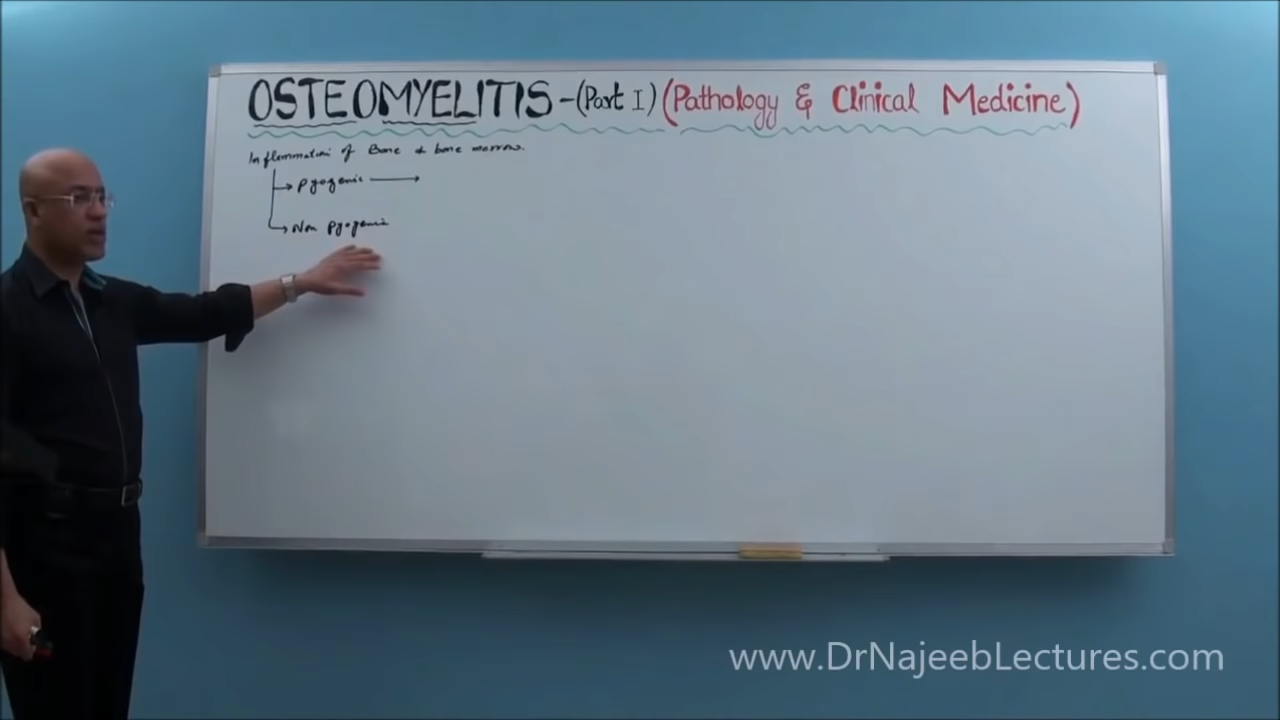 OSTEOMYELITIS - (Part I) (Pathology & Clinical Medicine)
Inflammation of Bone & bone marrow.
Pyogenic
Non pyogenic
www.DrNajeebLectures.com